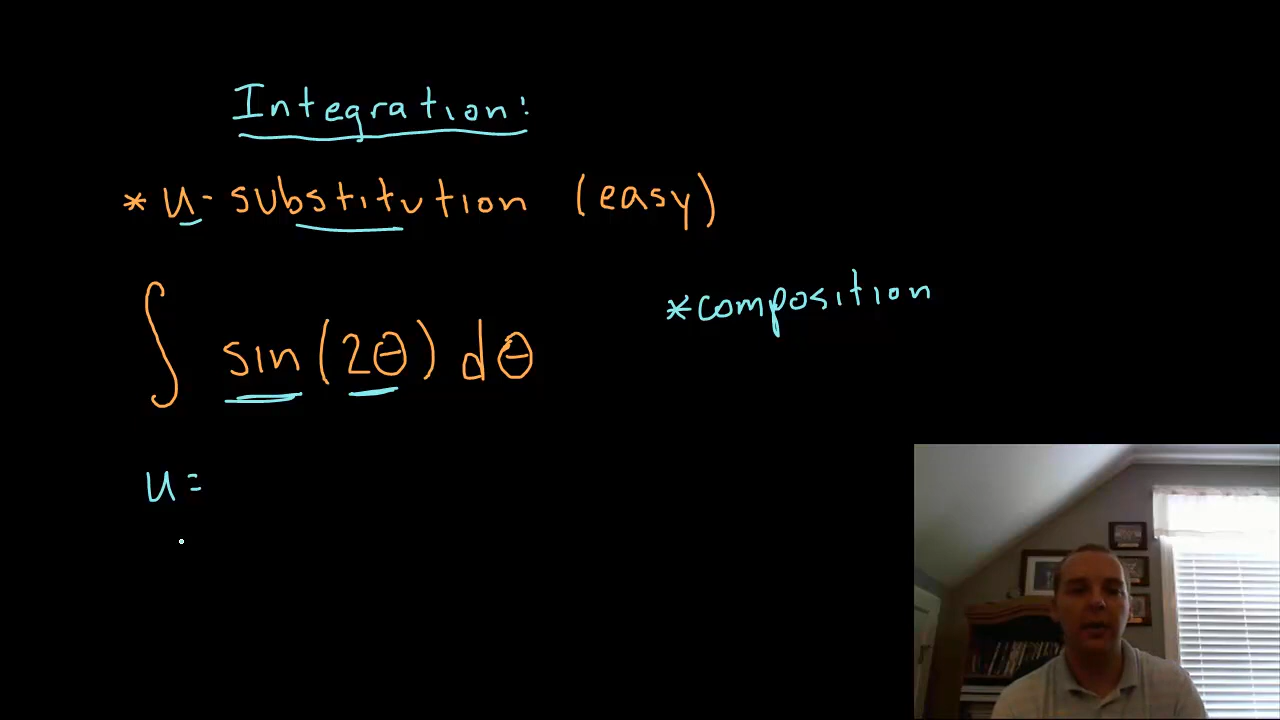 Integration:
* u-substitution (easy)
*composition
∫ sin(2θ) dθ
u=